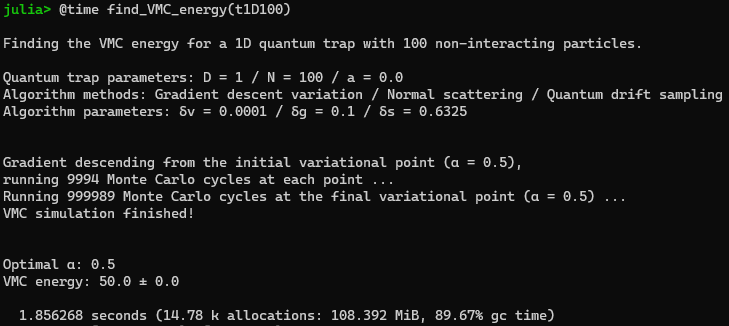 julia> @time find_VMC_energy(t1D100)
Finding the VMC energy for a 1D quantum trap with 100 non-interacting particles.
Quantum trap parameters: D = 1 / N = 100 / a = 0.0
Algorithm methods: Gradient descent variation / Normal scattering / Quantum drift sampling
Algorithm parameters: δv = 0.0001 / δg = 0.1 / δs = 0.6325
Gradient descending from the initial variational point (α = 0.5),
running 9994 Monte Carlo cycles at each point ...
Running 999989 Monte Carlo cycles at the final variational point (α = 0.5) ...
VMC simulation finished!
Optimal α: 0.5
VMC energy: 50.0 ± 0.0
1.856268 seconds (14.78 k allocations: 108.392 MiB, 89.67% gc time)